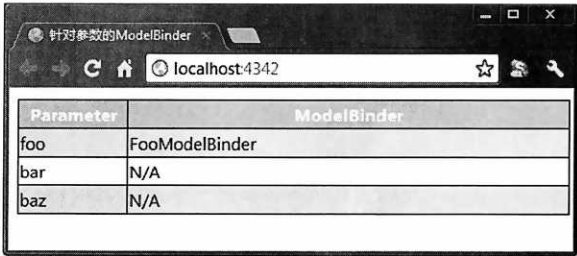 针对参数的ModelBinder
localhost:4342
Parameter ModelBinder
foo FooModelBinder
bar N/A
baz N/A